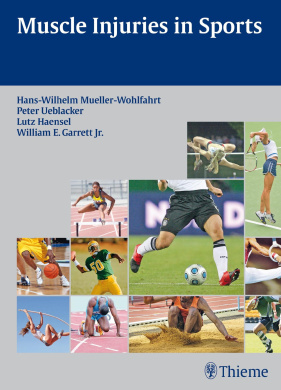 Muscle Injuries in Sports
Hans-Wilhelm Mueller-Wohlfahrt
Peter Ueblacker
Lutz Haensel
William E. Garrett Jr.
Thieme